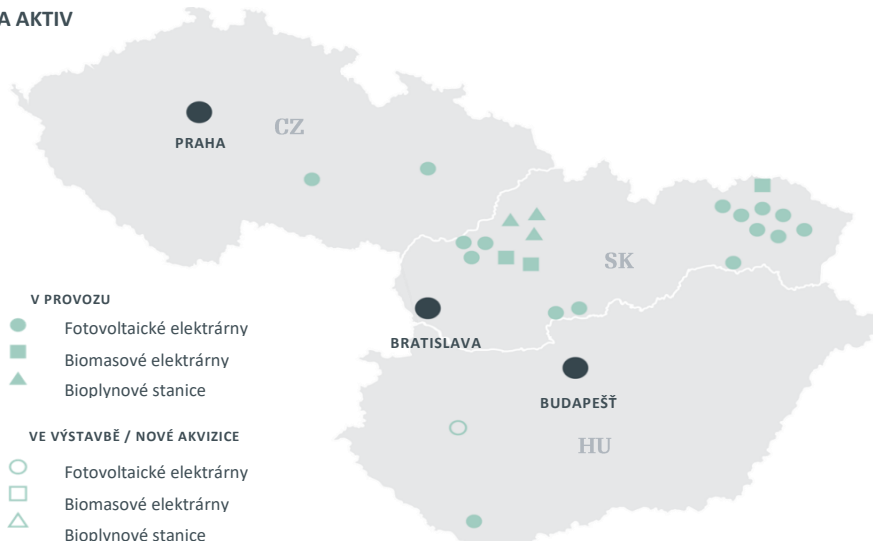 A AKTIV
CZ
PRAHA
SK
V PROVOZU
Fotovoltaické elektrárny
BRATISLAVA
Biomasové elektrárny
Bioplynové stanice
BUDAPEŠŤ
VE VÝSTAVBĚ / NOVÉ AKVIZICE
HU
Fotovoltaické elektrárny
Biomasové elektrárny
Bioplynové stanice